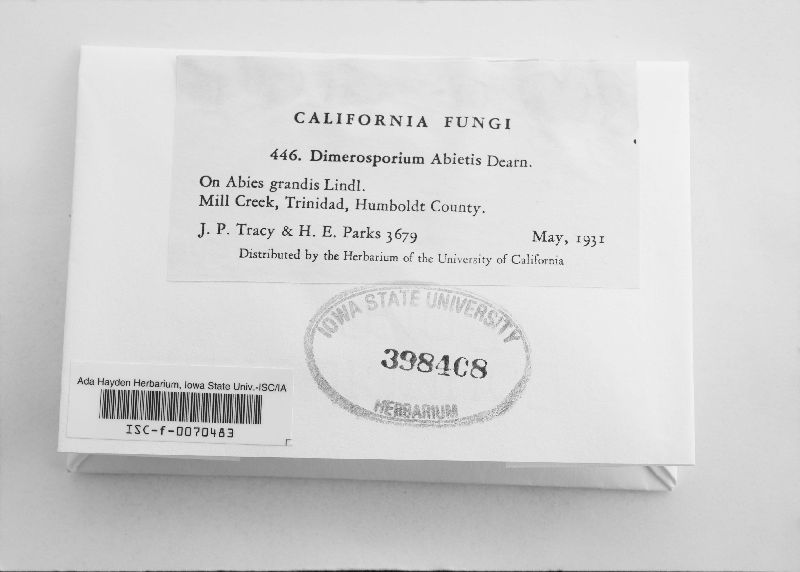 CALIFORNIA FUNGI
446. Dimerosporium Abietis Dearn.
On Abies grandis Lindl.
Mill Creek, Trinidad, Humboldt County.
J. P. Tracy & H. E. Parks 3679 May, 1931
Distributed by the Herbarium of the University of California
IOWA STATE UNIVERSITY
398408
HERBARIUM
Ada Hayden Herbarium, Iowa State Univ.-ISC/IA
ISC-f-0070483